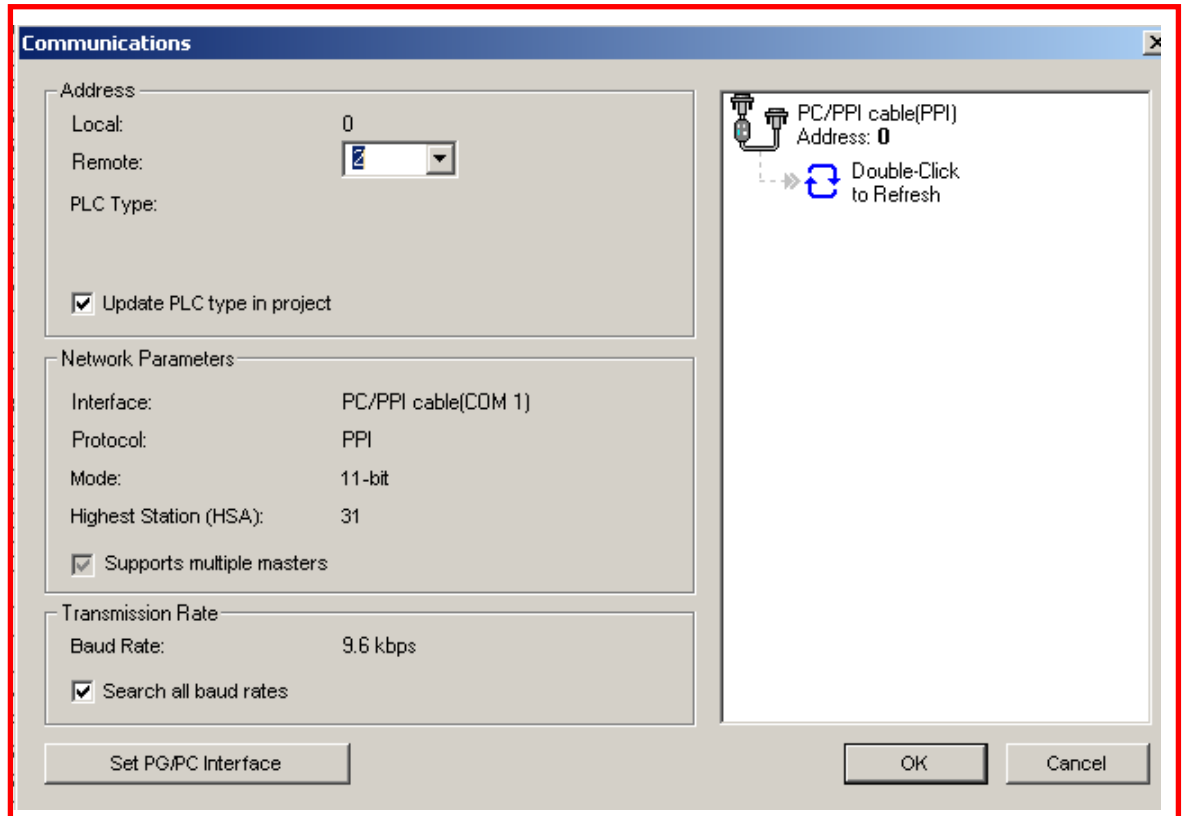 Communications
Address
Local: 0
Remote: 2
PLC Type:
Update PLC type in project
Network Parameters
Interface: PC/PPI cable(COM 1)
Protocol: PPI
Mode: 11-bit
Highest Station (HSA): 31
Supports multiple masters
Transmission Rate
Baud Rate: 9.6 kbps
Search all baud rates
Set PG/PC Interface
PC/PPI cable(PPI)
Address: 0
Double-Click
to Refresh
OK
Cancel